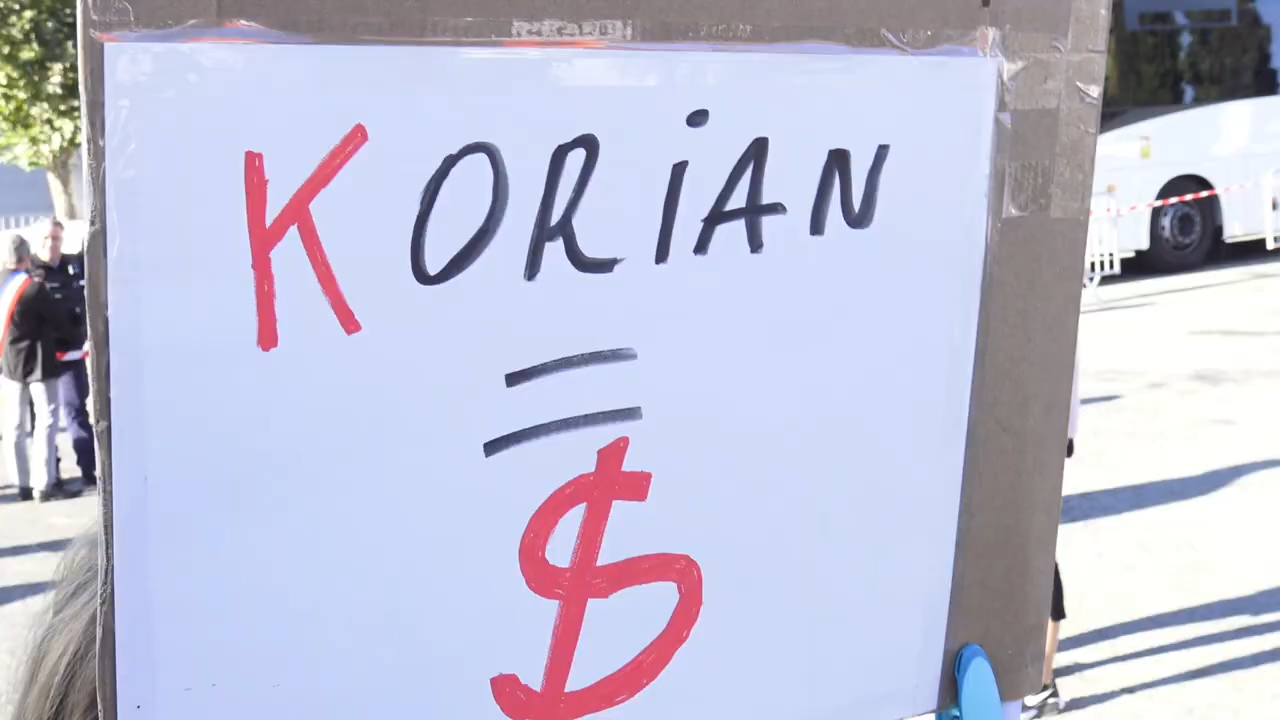 KORiAN
=
$